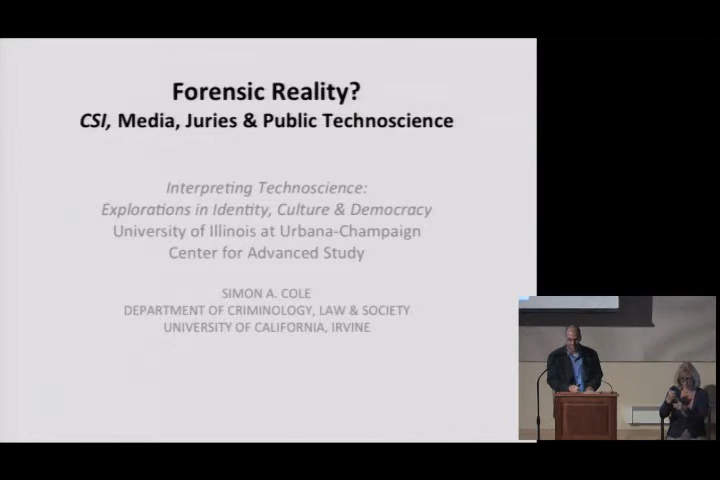 Forensic Reality?
CSI, Media, Juries & Public Technoscience
Interpreting Technoscience:
Explorations in Identity, Culture & Democracy
University of Illinois at Urbana-Champaign
Center for Advanced Study
SIMON A. COLE
DEPARTMENT OF CRIMINOLOGY, LAW & SOCIETY
UNIVERSITY OF CALIFORNIA, IRVINE